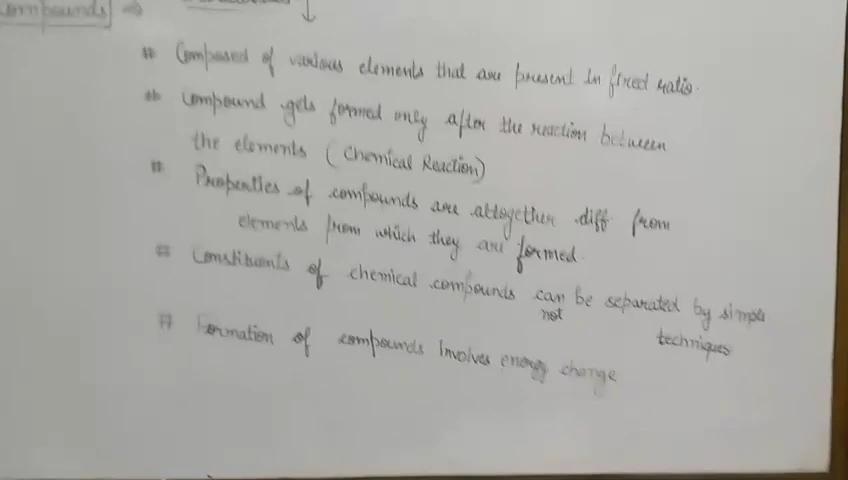 Compounds ⇒ ↓
# Composed of various elements that are present in fixed ratio.
# Compound gets formed only after the reaction between
the elements (Chemical Reaction)
# Properties of compounds are altogether diff from
elements from which they are formed.
# Constituents of chemical compounds can be separated by simple
not techniques
# Formation of compounds involves energy change